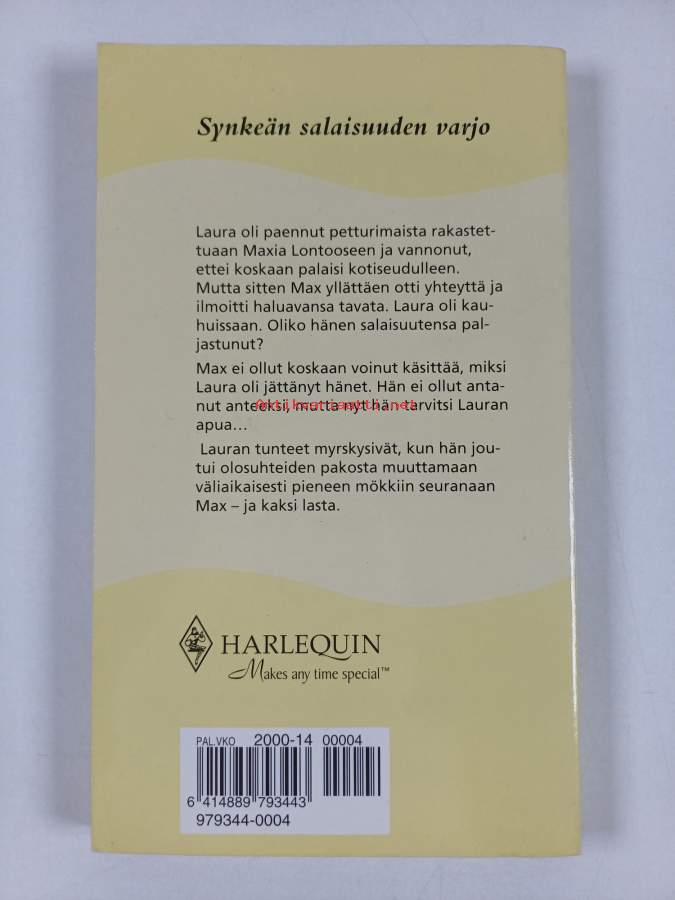 Synkeän salaisuuden varjo
Laura oli paennut petturimaista rakastet-
tuaan Maxia Lontooseen ja vannonut,
ettei koskaan palaisi kotiseudulleen.
Mutta sitten Max yllättäen otti yhteyttä ja
ilmoitti haluavansa tavata. Laura oli kau-
huissaan. Oliko hänen salaisuutensa pal-
jastunut?
Max ei ollut koskaan voinut käsittää, miksi
Laura oli jättänyt hänet. Hän ei ollut anta-
nut anteeksi, mutta nyt hän tarvitsi Lauran
Antikvariaatti.net
apua...
Lauran tunteet myrskysivät, kun hän jou-
tui olosuhteiden pakosta muuttamaan
väliaikaisesti pieneen mökkiin seuranaan
Max – ja kaksi lasta.
HARLEQUIN
Makes any time special™
PAL.VKO 2000-14 00004
6 414889 793443
979344-0004